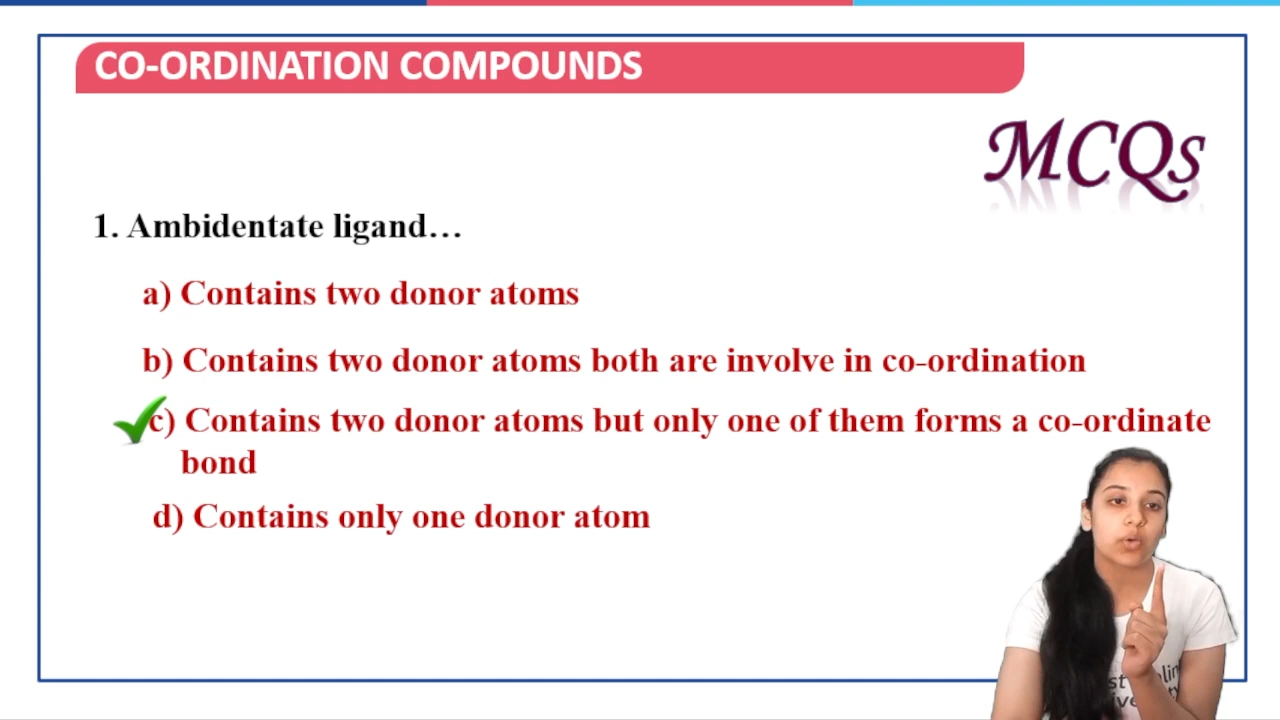 CO-ORDINATION COMPOUNDS
MCQs
1. Ambidentate ligand…
a) Contains two donor atoms
b) Contains two donor atoms both are involve in co-ordination
c) Contains two donor atoms but only one of them forms a co-ordinate
bond
d) Contains only one donor atom